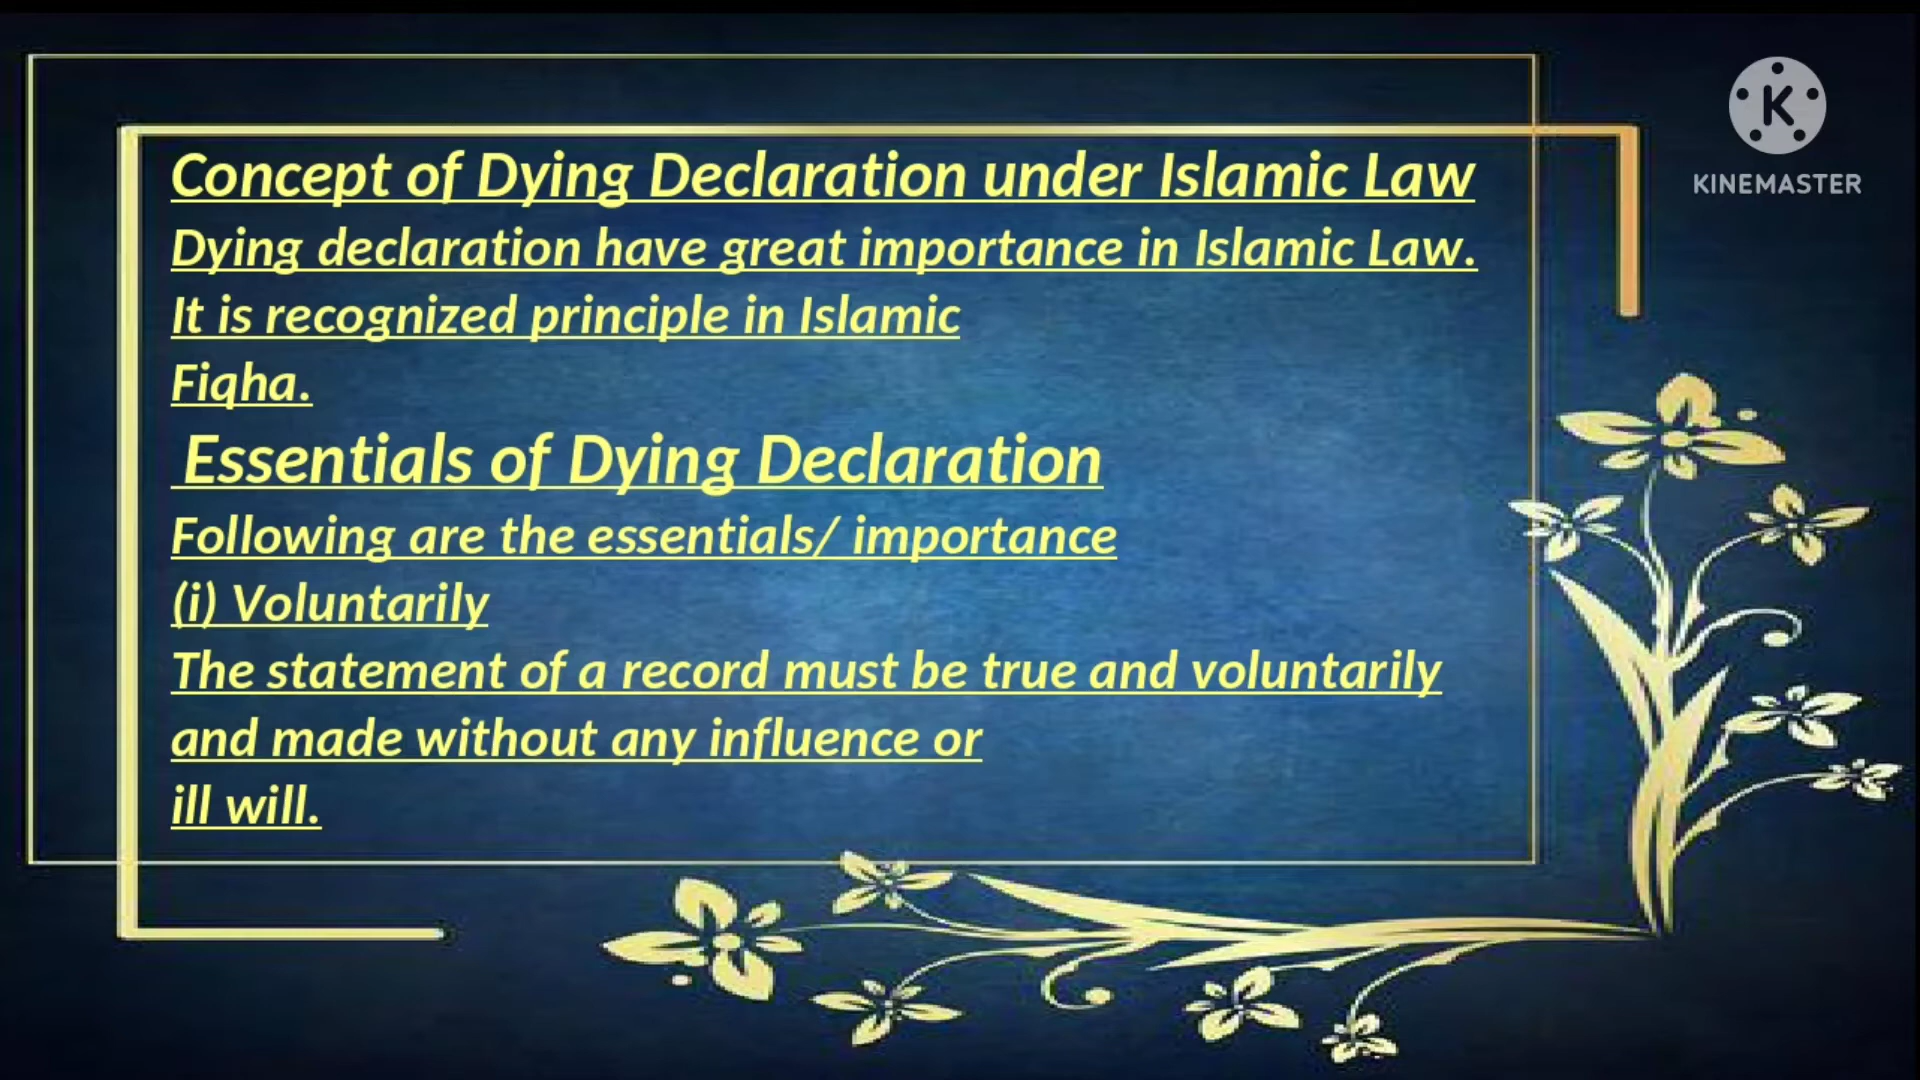 Concept of Dying Declaration under Islamic Law
Dying declaration have great importance in Islamic Law.
It is recognized principle in Islamic
Fiqha.
Essentials of Dying Declaration
Following are the essentials/ importance
(i) Voluntarily
The statement of a record must be true and voluntarily
and made without any influence or
ill will.
K
KINEMASTER